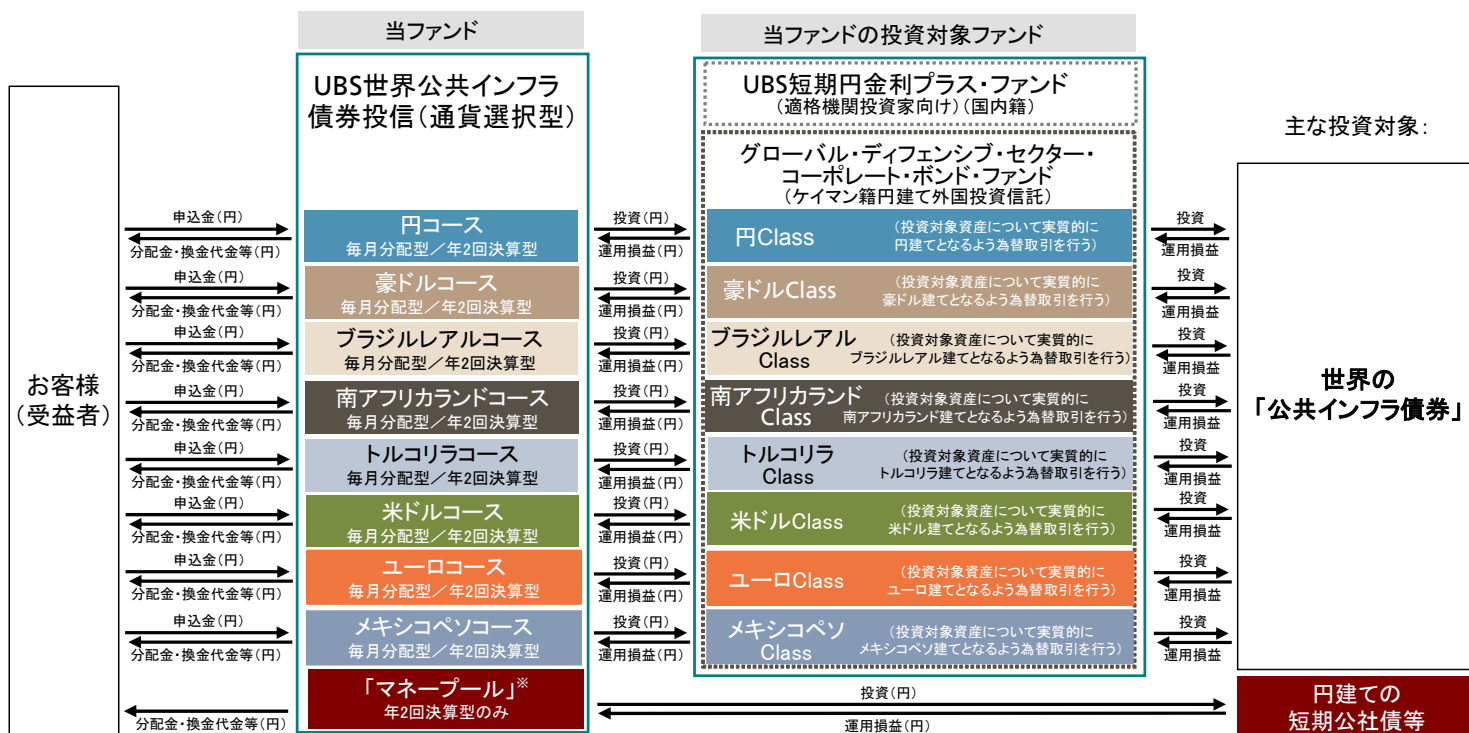 当ファンド
当ファンドの投資対象ファンド
UBS世界公共インフラ
債券投信(通貨選択型)
UBS短期円金利プラス・ファンド
(適格機関投資家向け)(国内籍)
グローバル・ディフェンシブ・セクター・
コーポレート・ボンド・ファンド
(ケイマン籍円建て外国投資信託)
主な投資対象:
お客様
(受益者)
申込金(円)
分配金・換金代金等(円)
円コース
毎月分配型/年2回決算型
投資(円)
運用損益(円)
円Class
(投資対象資産について実質的に
円建てとなるよう為替取引を行う)
投資
運用損益
申込金(円)
分配金・換金代金等(円)
豪ドルコース
毎月分配型/年2回決算型
投資(円)
運用損益(円)
豪ドルClass
(投資対象資産について実質的に
豪ドル建てとなるよう為替取引を行う)
投資
運用損益
申込金(円)
分配金・換金代金等(円)
ブラジルレアルコース
毎月分配型/年2回決算型
投資(円)
運用損益(円)
ブラジルレアル
Class
(投資対象資産について実質的に
ブラジルレアル建てとなるよう為替取引を行う)
投資
運用損益
申込金(円)
分配金・換金代金等(円)
南アフリカランドコース
毎月分配型/年2回決算型
投資(円)
運用損益(円)
南アフリカランド
Class
(投資対象資産について実質的に
南アフリカランド建てとなるよう為替取引を行う)
投資
運用損益
申込金(円)
分配金・換金代金等(円)
トルコリラコース
毎月分配型/年2回決算型
投資(円)
運用損益(円)
トルコリラ
Class
(投資対象資産について実質的に
トルコリラ建てとなるよう為替取引を行う)
投資
運用損益
申込金(円)
分配金・換金代金等(円)
米ドルコース
毎月分配型/年2回決算型
投資(円)
運用損益(円)
米ドルClass
(投資対象資産について実質的に
米ドル建てとなるよう為替取引を行う)
投資
運用損益
申込金(円)
分配金・換金代金等(円)
ユーロコース
毎月分配型/年2回決算型
投資(円)
運用損益(円)
ユーロClass
(投資対象資産について実質的に
ユーロ建てとなるよう為替取引を行う)
投資
運用損益
申込金(円)
分配金・換金代金等(円)
メキシコペソコース
毎月分配型/年2回決算型
投資(円)
運用損益(円)
メキシコペソ
Class
(投資対象資産について実質的に
メキシコペソ建てとなるよう為替取引を行う)
投資
運用損益
世界の
「公共インフラ債券」
分配金・換金代金等(円)
「マネープール」※
年2回決算型のみ
投資(円)
運用損益(円)
円建ての
短期公社債等